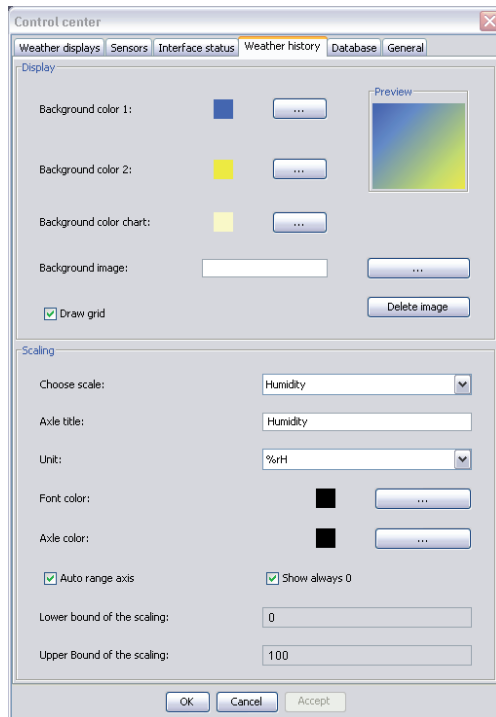 Control center
Weather displays Sensors Interface status Weather history Database General
Display
Preview
Background color 1: ...
Background color 2: ...
Background color chart: ...
Background image: ...
Draw grid Delete image
Scaling
Choose scale: Humidity
Axle title: Humidity
Unit: %rH
Font color: ...
Axle color: ...
Auto range axis Show always 0
Lower bound of the scaling: 0
Upper Bound of the scaling: 100
OK Cancel Accept